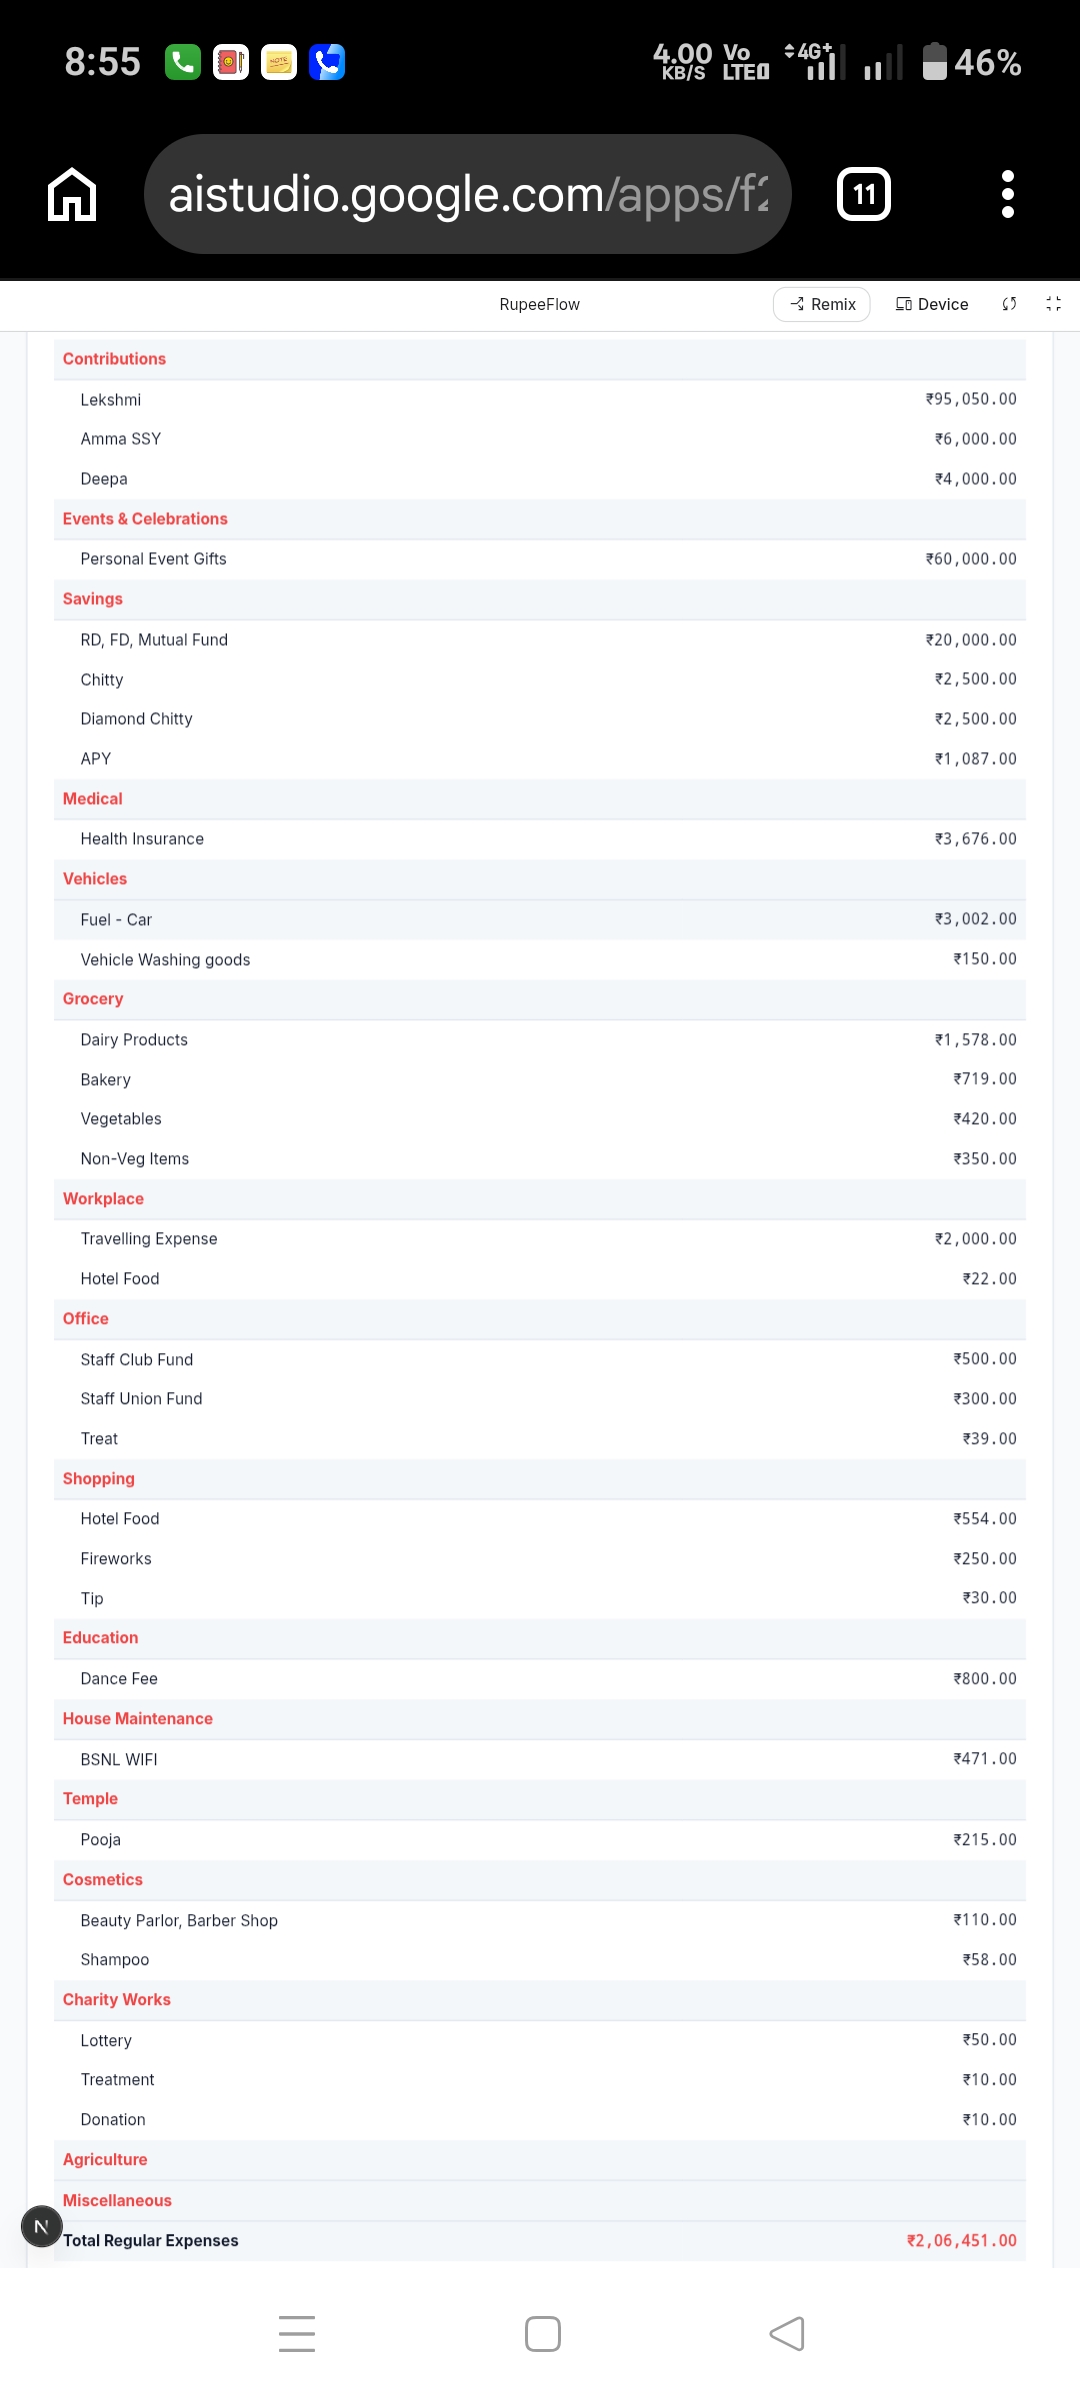 8:55
4.00 KB/S Vo LTE 4G+ 46%
aistudio.google.com/apps/f2
11
RupeeFlow Remix Device
Contributions
Lekshmi ₹95,050.00
Amma SSY ₹6,000.00
Deepa ₹4,000.00
Events & Celebrations
Personal Event Gifts ₹60,000.00
Savings
RD, FD, Mutual Fund ₹20,000.00
Chitty ₹2,500.00
Diamond Chitty ₹2,500.00
APY ₹1,087.00
Medical
Health Insurance ₹3,676.00
Vehicles
Fuel - Car ₹3,002.00
Vehicle Washing goods ₹150.00
Grocery
Dairy Products ₹1,578.00
Bakery ₹719.00
Vegetables ₹420.00
Non-Veg Items ₹350.00
Workplace
Travelling Expense ₹2,000.00
Hotel Food ₹22.00
Office
Staff Club Fund ₹500.00
Staff Union Fund ₹300.00
Treat ₹39.00
Shopping
Hotel Food ₹554.00
Fireworks ₹250.00
Tip ₹30.00
Education
Dance Fee ₹800.00
House Maintenance
BSNL WIFI ₹471.00
Temple
Pooja ₹215.00
Cosmetics
Beauty Parlor, Barber Shop ₹110.00
Shampoo ₹58.00
Charity Works
Lottery ₹50.00
Treatment ₹10.00
Donation ₹10.00
Agriculture
Miscellaneous
N
Total Regular Expenses ₹2,06,451.00